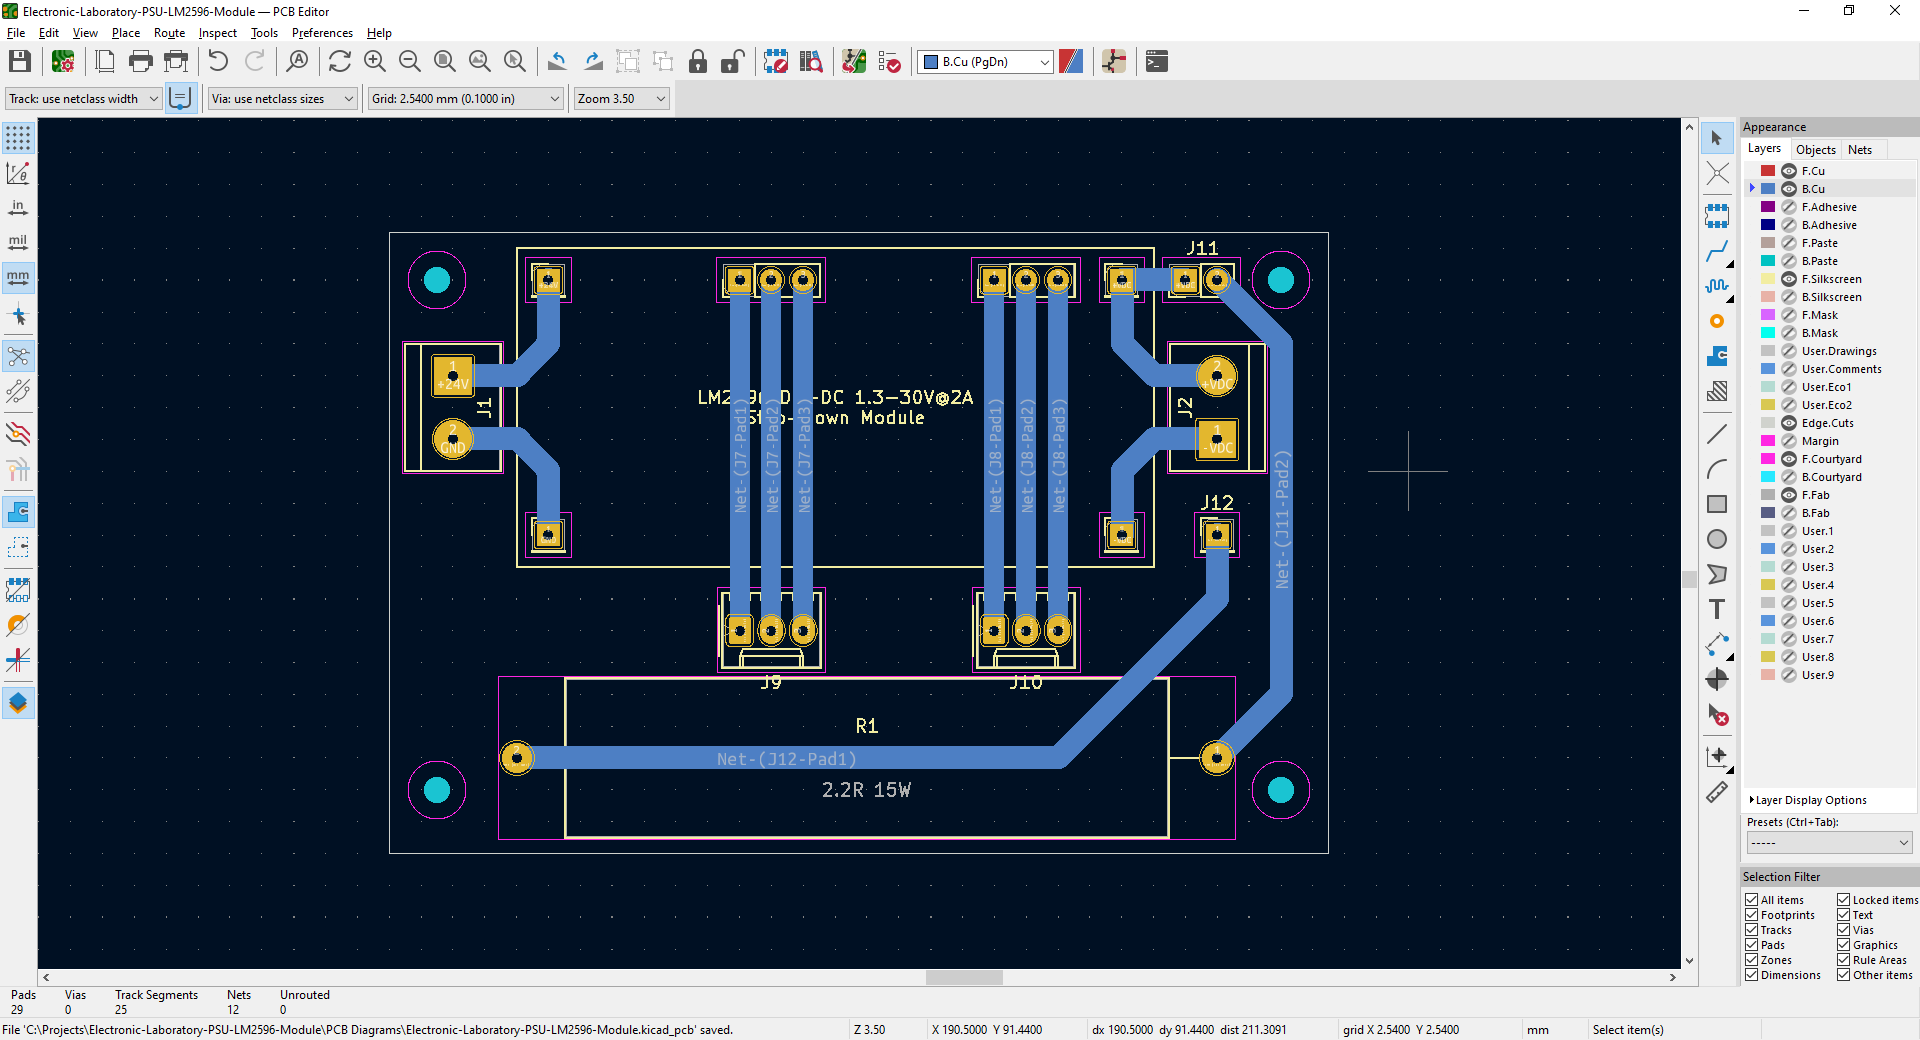 Electronic-Laboratory-PSU-LM2596-Module — PCB Editor
File Edit View Place Route Inspect Tools Preferences Help
B.Cu (PgDn)
Track: use netclass width
Via: use netclass sizes
Grid: 2.5400 mm (0.1000 in)
Zoom 3.50
in
mil
mm
J11
1
+24V
2
GND
J1
2
+VDC
1
-VDC
J2
-DC 1.3–30V@2A
own Module
Net-(J7-Pad1)
Net-(J7-Pad2)
Net-(J7-Pad3)
Net-(J8-Pad1)
Net-(J8-Pad2)
Net-(J8-Pad3)
Net-(J11-Pad2)
J12
J9
J10
R1
Net-(J12-Pad1)
2.2R 15W
Appearance
Layers Objects Nets
F.Cu
B.Cu
F.Adhesive
B.Adhesive
F.Paste
B.Paste
F.Silkscreen
B.Silkscreen
F.Mask
B.Mask
User.Drawings
User.Comments
User.Eco1
User.Eco2
Edge.Cuts
Margin
F.Courtyard
B.Courtyard
F.Fab
B.Fab
User.1
User.2
User.3
User.4
User.5
User.6
User.7
User.8
User.9
Layer Display Options
Presets (Ctrl+Tab):
-----
Selection Filter
All items Locked items
Footprints Text
Tracks Vias
Pads Graphics
Zones Rule Areas
Dimensions Other items
Pads Vias Track Segments Nets Unrouted
29 0 25 12 0
File 'C:\Projects\Electronic-Laboratory-PSU-LM2596-Module\PCB Diagrams\Electronic-Laboratory-PSU-LM2596-Module.kicad_pcb' saved.
Z 3.50
X 190.5000 Y 91.4400
dx 190.5000 dy 91.4400 dist 211.3091
grid X 2.5400 Y 2.5400
mm
Select item(s)